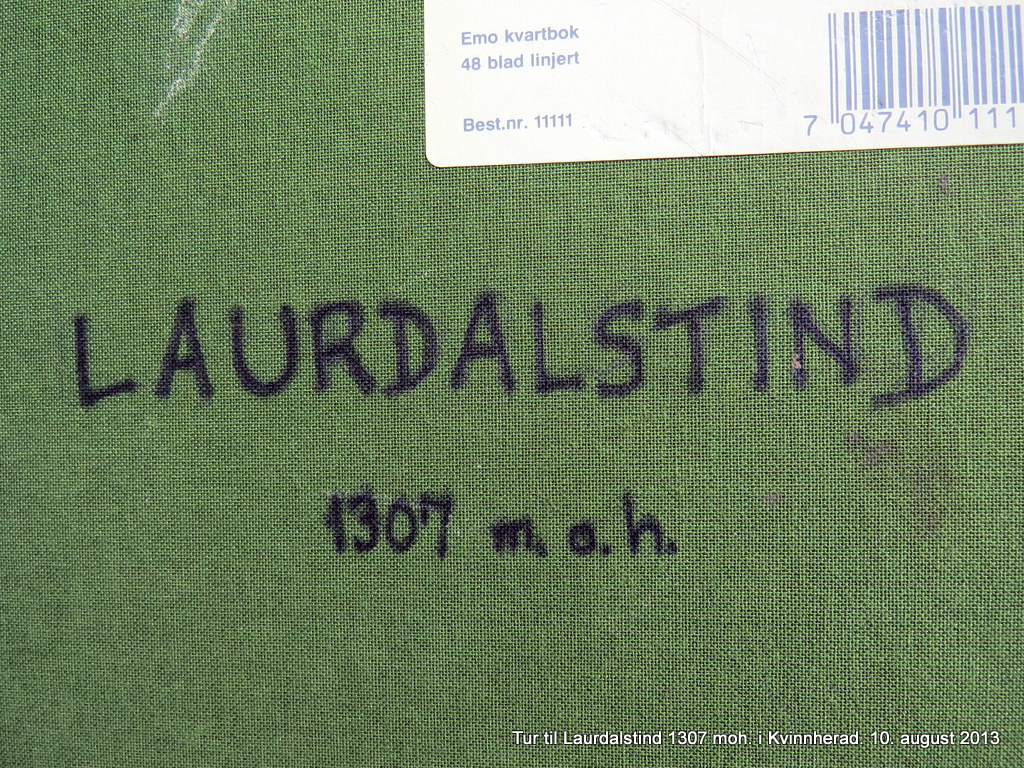 Emo kvartbok
48 blad linjert
Best.nr. 11111
7 047410 111
LAURDALSTIND
1307 m.o.h.
Tur til Laurdalstind 1307 moh. i Kvinnherad 10. august 2013